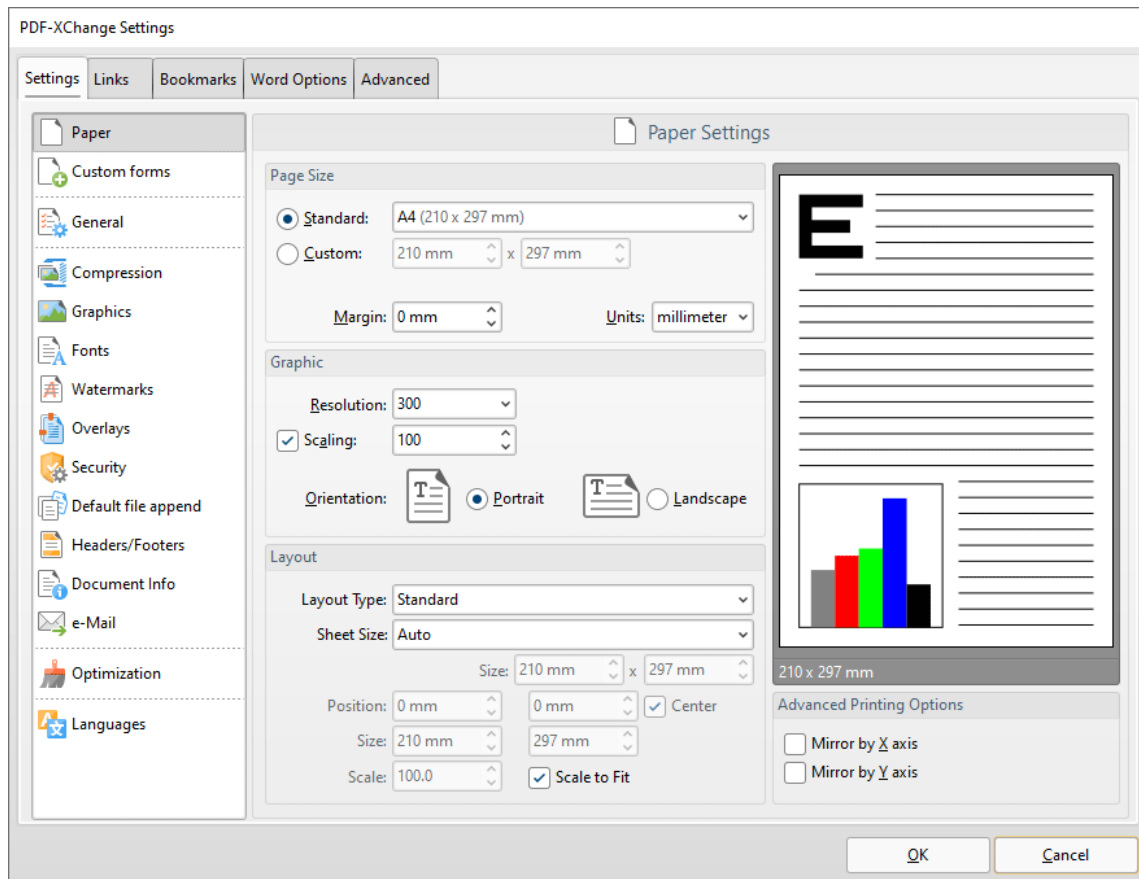 PDF-XChange Settings
Settings Links Bookmarks Word Options Advanced
Paper
Custom forms
General
Compression
Graphics
Fonts
Watermarks
Overlays
Security
Default file append
Headers/Footers
Document Info
e-Mail
Optimization
Languages
Paper Settings
Page Size
Standard: A4 (210 x 297 mm)
Custom: 210 mm x 297 mm
Margin: 0 mm Units: millimeter
Graphic
Resolution: 300
Scaling: 100
Orientation: T Portrait T Landscape
Layout
Layout Type: Standard
Sheet Size: Auto
Size: 210 mm x 297 mm
Position: 0 mm 0 mm Center
Size: 210 mm 297 mm
Scale: 100.0 Scale to Fit
E
210 x 297 mm
Advanced Printing Options
Mirror by X axis
Mirror by Y axis
OK Cancel